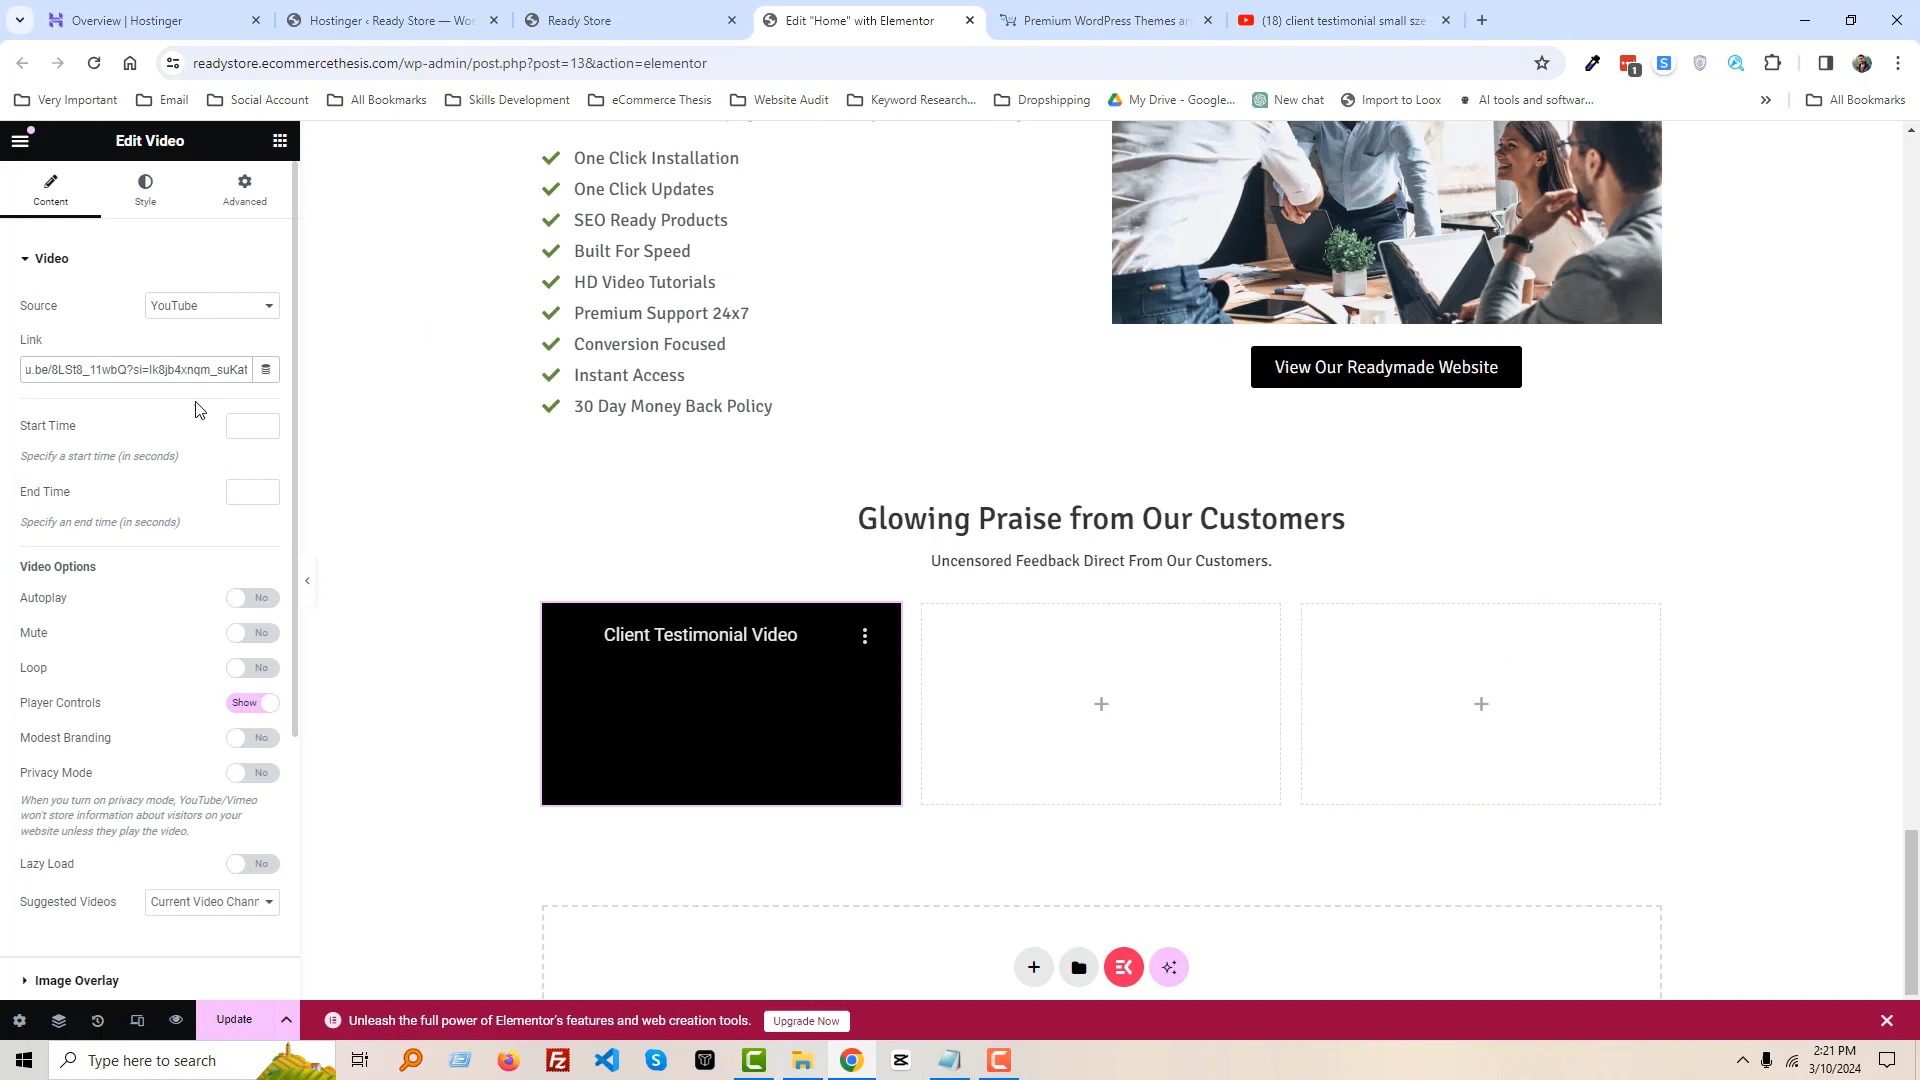 Overview | Hostinger
Hostinger ‹ Ready Store — Wor
Ready Store
Edit "Home" with Elementor
Premium WordPress Themes an
(18) client testimonial small sze
readystore.ecommercethesis.com/wp-admin/post.php?post=13&action=elementor
1
Very Important
Email
Social Account
All Bookmarks
Skills Development
eCommerce Thesis
Website Audit
Keyword Research...
Dropshipping
My Drive - Google...
New chat
Import to Loox
AI tools and softwar...
»
All Bookmarks
Edit Video
Content
Style
Advanced
Video
Source
YouTube
Link
u.be/8LSt8_11wbQ?si=Ik8jb4xnqm_suKat
Start Time
Specify a start time (in seconds)
End Time
Specify an end time (in seconds)
Video Options
Autoplay
No
Mute
No
Loop
No
Player Controls
Show
Modest Branding
No
Privacy Mode
No
When you turn on privacy mode, YouTube/Vimeo
won't store information about visitors on your
website unless they play the video.
Lazy Load
No
Suggested Videos
Current Video Chann
Image Overlay
Update
One Click Installation
One Click Updates
SEO Ready Products
Built For Speed
HD Video Tutorials
Premium Support 24x7
Conversion Focused
Instant Access
30 Day Money Back Policy
View Our Readymade Website
Glowing Praise from Our Customers
Uncensored Feedback Direct From Our Customers.
Client Testimonial Video
Unleash the full power of Elementor's features and web creation tools.
Upgrade Now
Type here to search
2:21 PM
3/10/2024